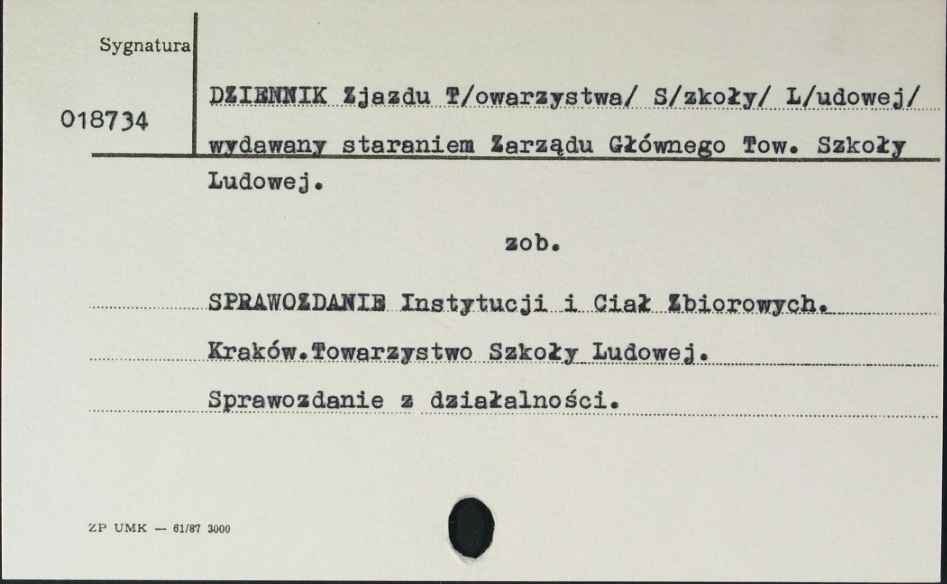 Sygnatura
018734
DZIENNIK Zjazdu T/owarzystwa/ S/zkoły/ L/udowej/
wydawany staraniem Zarządu Głównego Tow. Szkoły
Ludowej.
zob.
SPRAWOZDANIE Instytucji i Ciał Zbiorowych.
Kraków.Towarzystwo Szkoły Ludowej.
Sprawozdanie z działalności.
ZP UMK — 61/87 3000